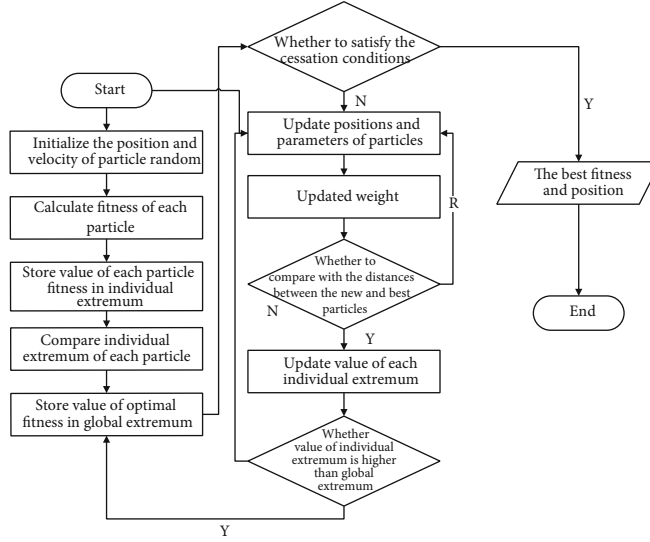 Start
Initialize the position and
velocity of particle random
Calculate fitness of each
particle
Store value of each particle
fitness in individual extremum
Compare individual
extremum of each particle
Store value of optimal
fitness in global extremum
Whether to satisfy the
cessation conditions
N
Update positions and
parameters of particles
Updated weight
R
Whether to
compare with the distances
between the new and best
particles
N
Y
Update value of each
individual extremum
Whether
value of individual
extremum is higher
than global
extremum
Y
Y
The best fitness
and position
End